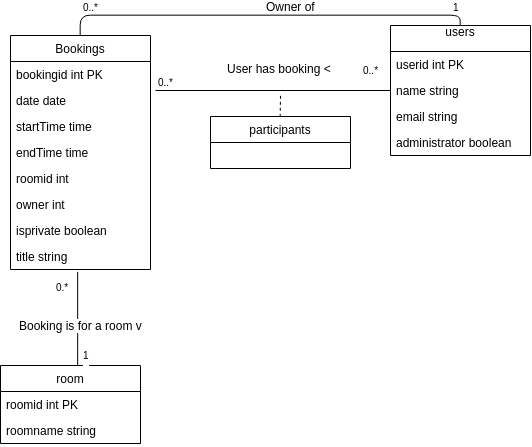 0..*
Owner of
1
Bookings
bookingid int PK
date date
startTime time
endTime time
roomid int
owner int
isprivate boolean
title string
users
userid int PK
name string
email string
administrator boolean
User has booking <
0..*
0..*
participants
0.*
Booking is for a room v
1
room
roomid int PK
roomname string